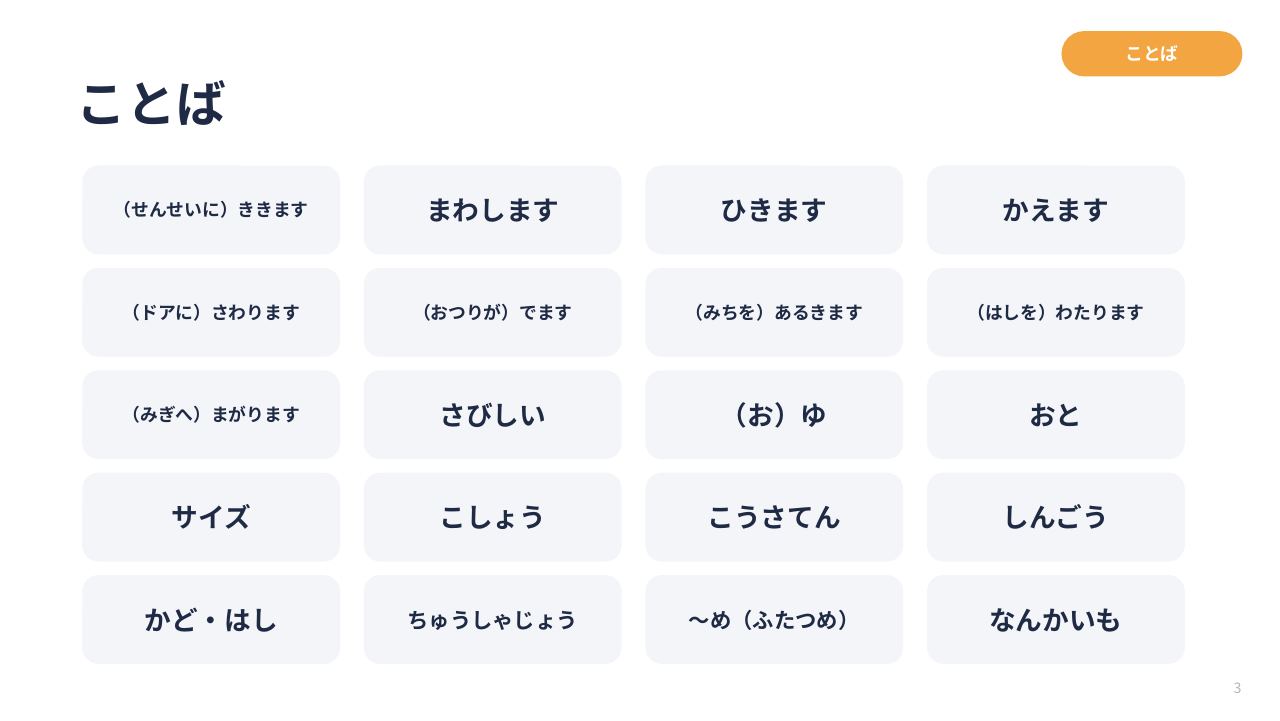 ことば
ことば
（せんせいに）ききます
まわします
ひきます
かえます
（ドアに）さわります
（おつりが）でます
（みちを）あるきます
（はしを）わたります
（みぎへ）まがります
さびしい
（お）ゆ
おと
サイズ
こしょう
こうさてん
しんごう
かど・はし
ちゅうしゃじょう
～め（ふたつめ）
なんかいも
3